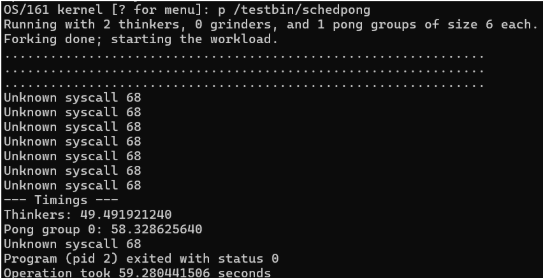 OS/161 kernel [? for menu]: p /testbin/schedpong
Running with 2 thinkers, 0 grinders, and 1 pong groups of size 6 each.
Forking done; starting the workload.
................................................................
................................................................
................................................................
Unknown syscall 68
Unknown syscall 68
Unknown syscall 68
Unknown syscall 68
Unknown syscall 68
Unknown syscall 68
Unknown syscall 68
--- Timings ---
Thinkers: 49.491921240
Pong group 0: 58.328625640
Unknown syscall 68
Program (pid 2) exited with status 0
Operation took 59.280441506 seconds